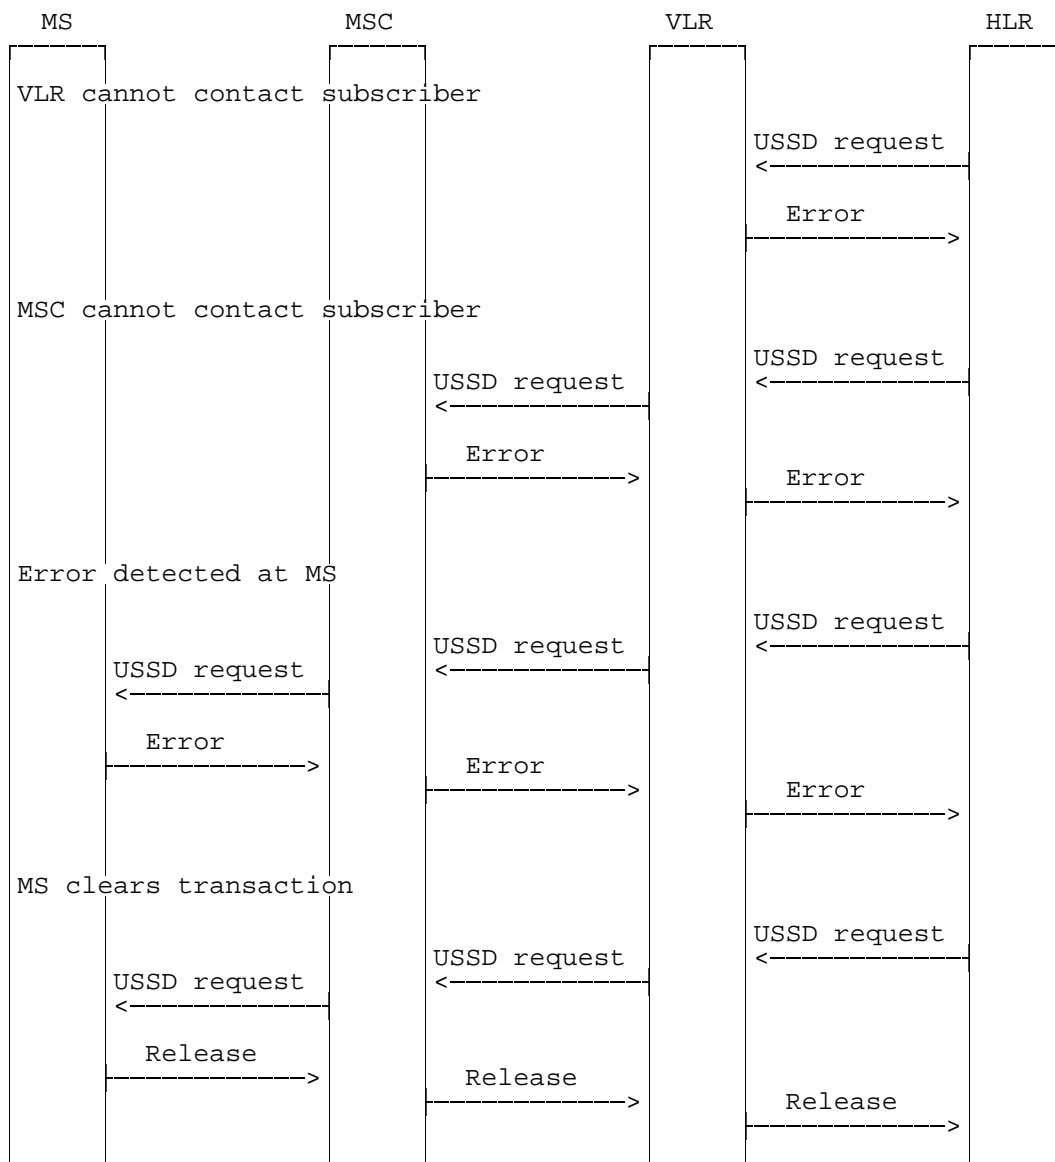 MS MSC VLR HLR
VLR cannot contact subscriber
USSD request
Error
MSC cannot contact subscriber
USSD request
USSD request
Error
Error
Error detected at MS
USSD request
USSD request
USSD request
Error
Error
Error
MS clears transaction
USSD request
USSD request
USSD request
Release
Release
Release